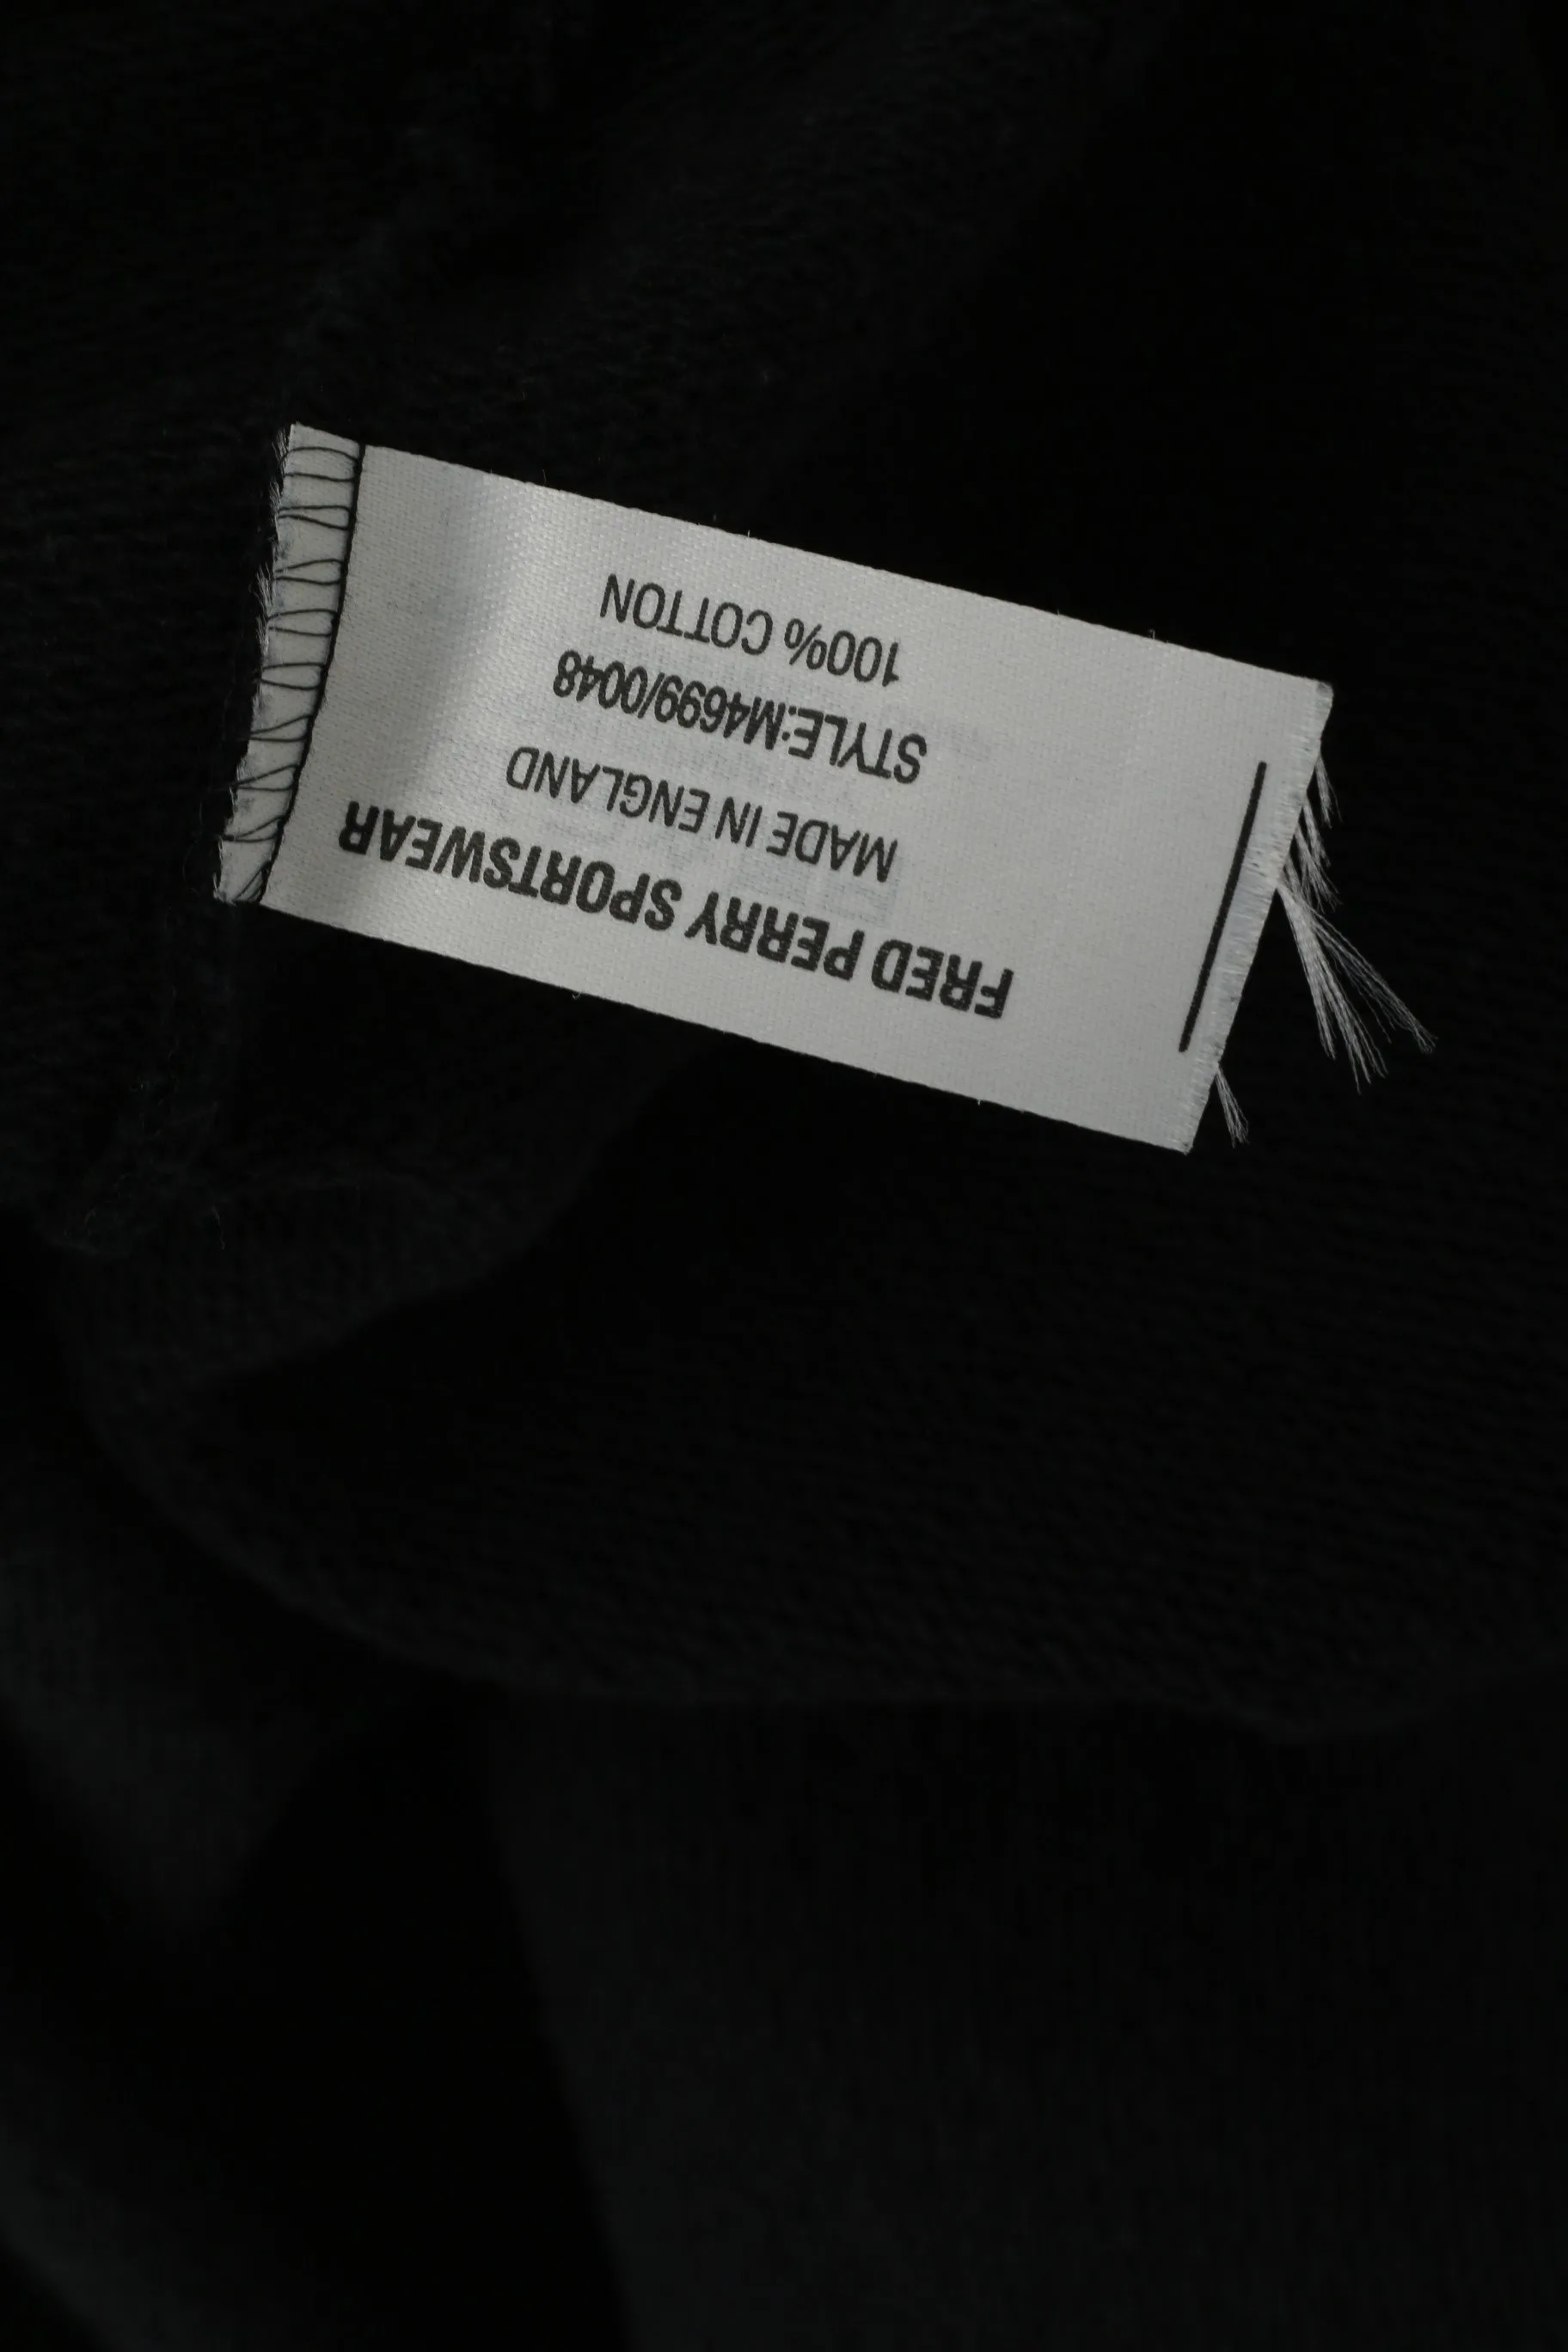 FRED PERRY SPORTSWEAR
MADE IN ENGLAND
STYLE:M4699/0048
100% COTTON